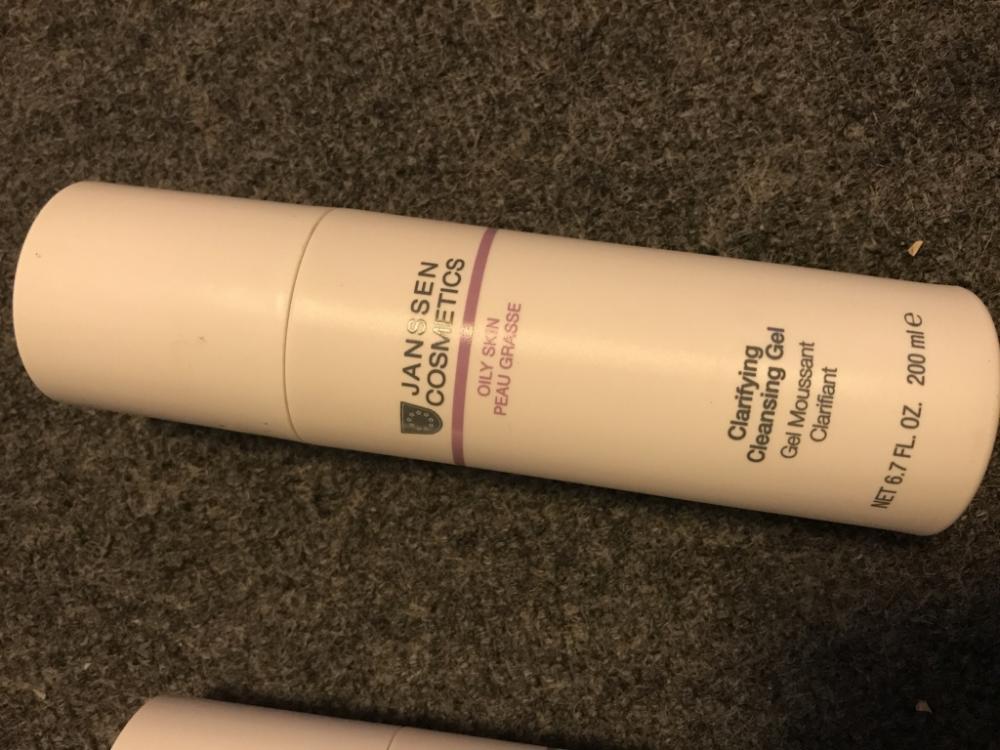 JANSSEN
COSMETICS
OILY SKIN
PEAU GRASSE
Clarifying
Cleansing Gel
Gel Moussant
Clarifiant
NET 6.7 FL. OZ. 200 ml e